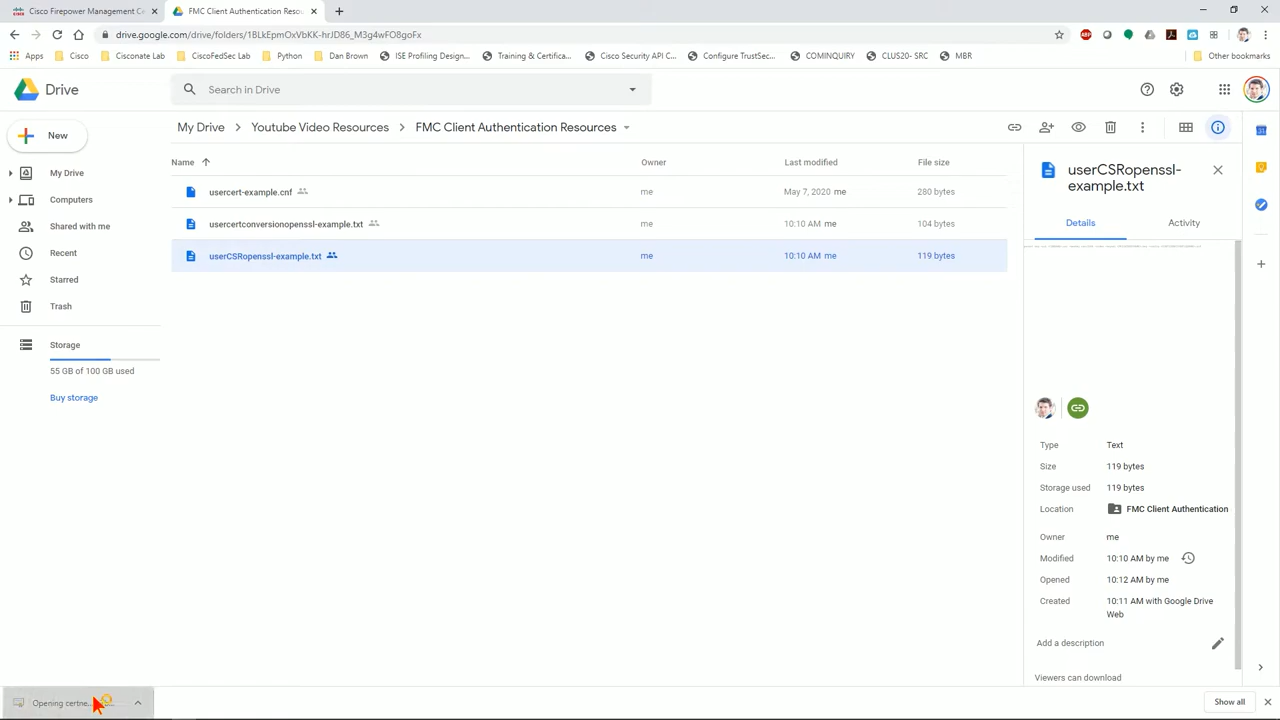 Cisco Firepower Management Ce
FMC Client Authentication Resou
drive.google.com/drive/folders/1BLkEpmOxVbKK-hrJD86_M3g4wFO8goFx
Apps
Cisco
Cisconate Lab
CiscoFedSec Lab
Python
Dan Brown
ISE Profiling Design...
Training &Certifica...
Cisco Security API C...
Configure TrustSec...
COMINQUIRY
CLUS20- SRC
MBR
Other bookmarks
Drive
Search in Drive
New
My Drive
Computers
Shared with me
Recent
Starred
Trash
Storage
55 GB of 100 GB used
Buy storage
My Drive
Youtube Video Resources
FMC Client Authentication Resources
Name
Owner
Last modified
File size
usercert-example.cnf
me
May 7, 2020 me
280 bytes
usercertconversionopenssl-example.txt
me
10:10 AM me
104 bytes
userCSRopenssl-example.txt
me
10:10 AM me
119 bytes
userCSRopenssl-
example.txt
Details
Activity
Type
Text
Size
119 bytes
Storage used
119 bytes
Location
FMC Client Authentication
Owner
me
Modified
10:10 AM by me
Opened
10:12 AM by me
Created
10:11 AM with Google Drive
Web
Add a description
Viewers can download
31
ABP
Opening certne
Show all